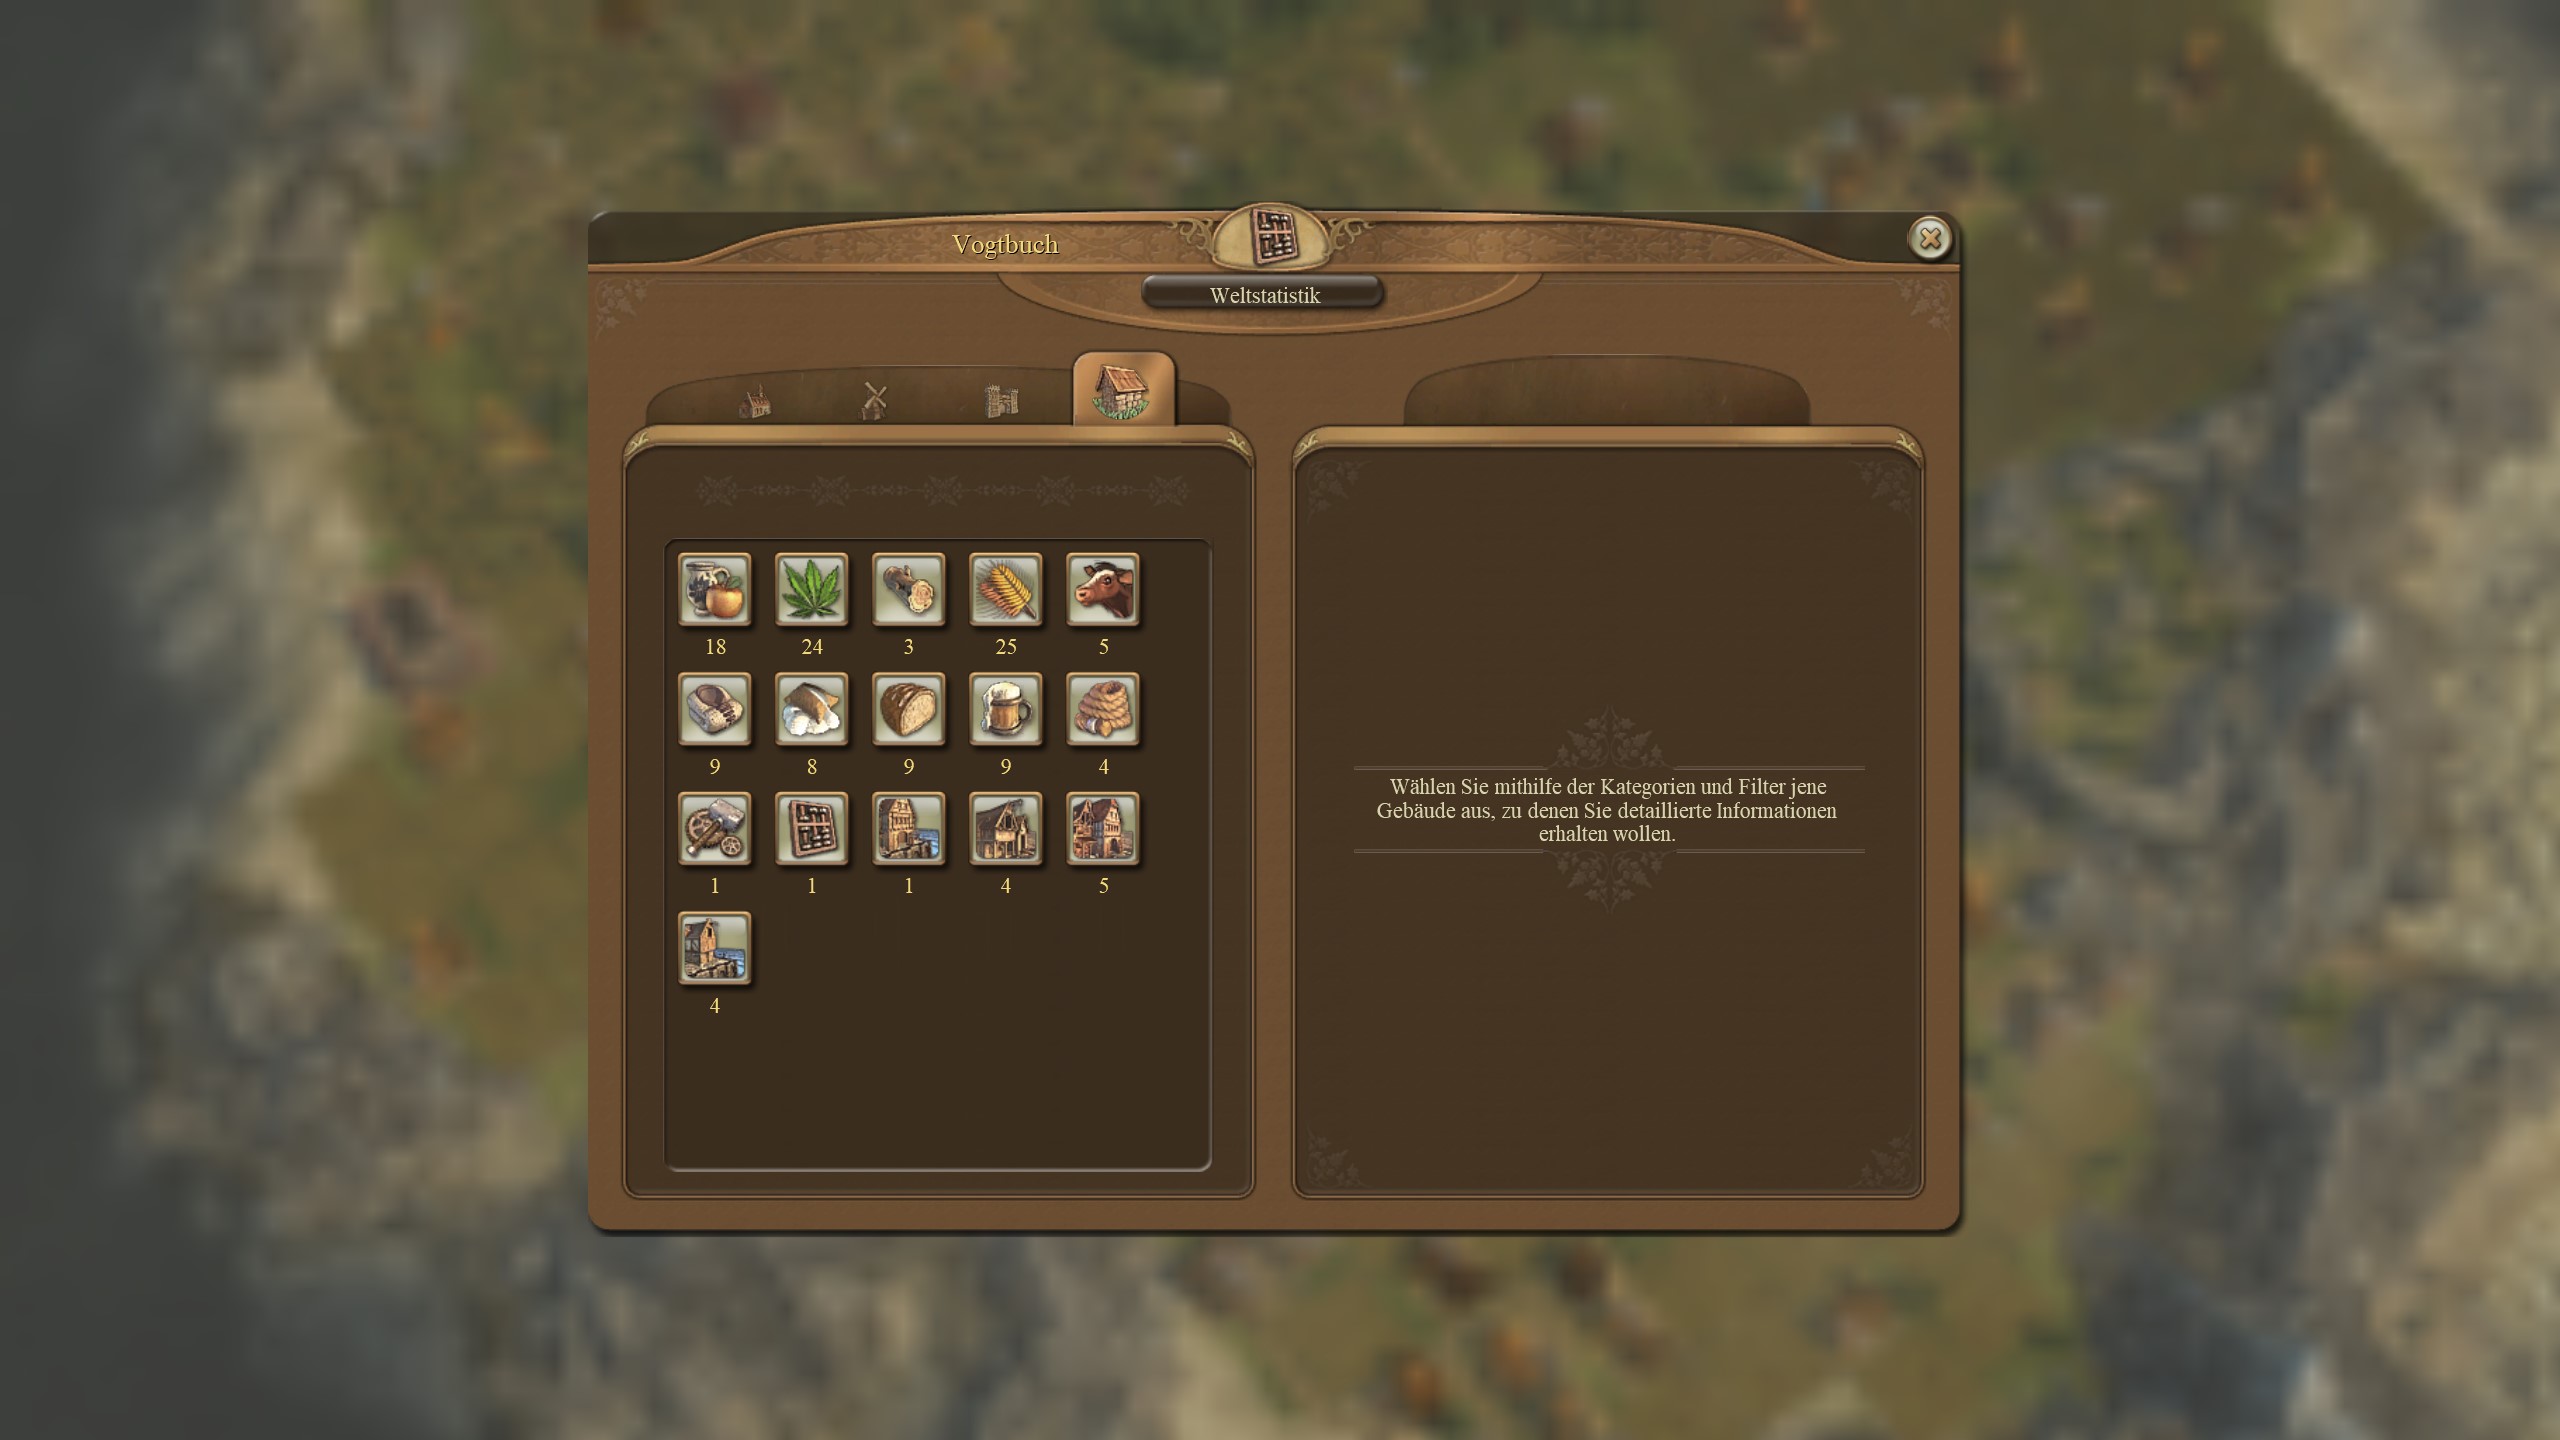 Vogtbuch
Weltstatistik
18 24 3 25 5
9 8 9 9 4
1 1 1 4 5
4
Wählen Sie mithilfe der Kategorien und Filter jene
Gebäude aus, zu denen Sie detaillierte Informationen
erhalten wollen.